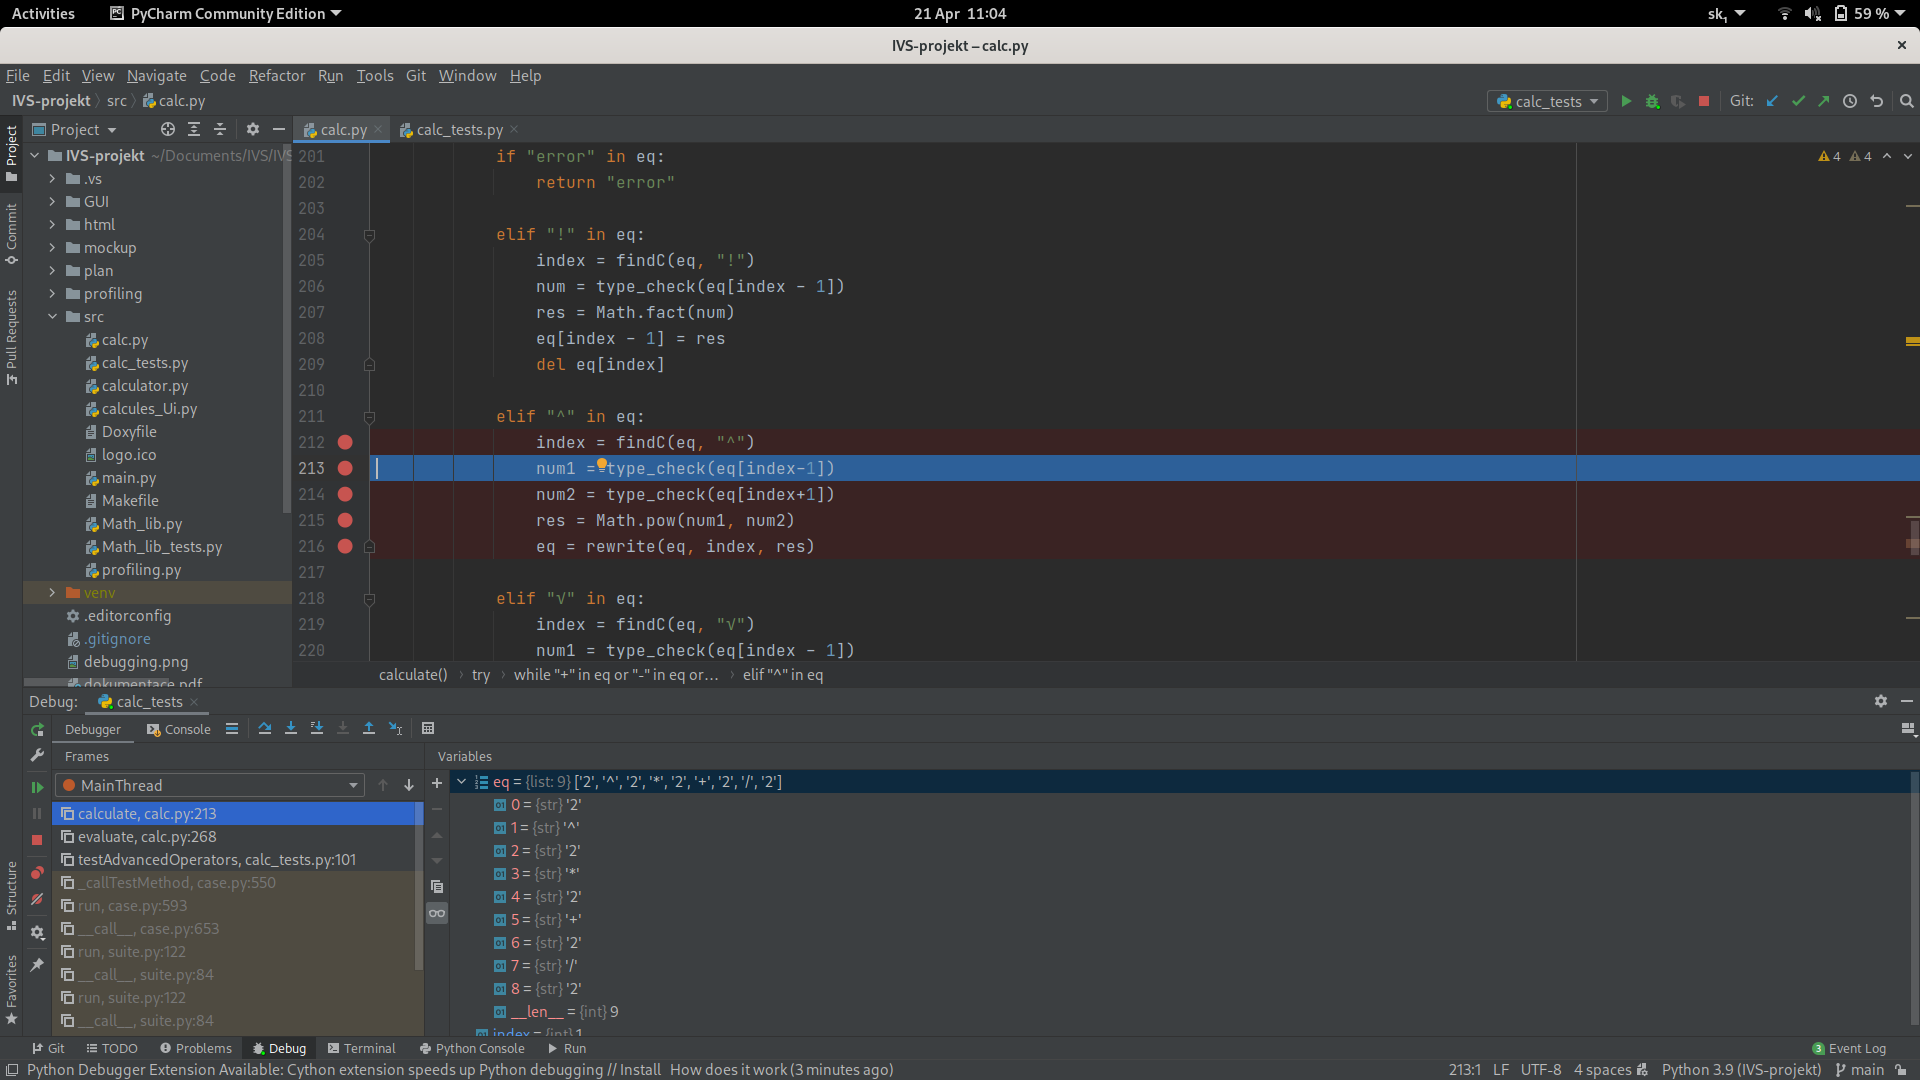 Activities PyCharm Community Edition 21 Apr 11:04 sk₁ 59 %
IVS-projekt – calc.py
File Edit View Navigate Code Refactor Run Tools Git Window Help
IVS-projekt src calc.py calc_tests Git:
Project calc.py calc_tests.py
Project
Commit
Pull Requests
Structure
Favorites
IVS-projekt ~/Documents/IVS/IVS
.vs
GUI
html
mockup
plan
profiling
src
calc.py
calc_tests.py
calculator.py
calcules_Ui.py
Doxyfile
logo.ico
main.py
Makefile
Math_lib.py
Math_lib_tests.py
profiling.py
venv
.editorconfig
.gitignore
debugging.png
dokumentace.pdf
4 4
201 if "error" in eq:
202 return "error"
203
204 elif "!" in eq:
205 index = findC(eq, "!")
206 num = type_check(eq[index - 1])
207 res = Math.fact(num)
208 eq[index - 1] = res
209 del eq[index]
210
211 elif "^" in eq:
212 index = findC(eq, "^")
213 num1 = type_check(eq[index-1])
214 num2 = type_check(eq[index+1])
215 res = Math.pow(num1, num2)
216 eq = rewrite(eq, index, res)
217
218 elif "√" in eq:
219 index = findC(eq, "√")
220 num1 = type_check(eq[index - 1])
calculate() try while "+" in eq or "-" in eq or... elif "^" in eq
Debug: calc_tests
Debugger Console
Frames
MainThread
calculate, calc.py:213
evaluate, calc.py:268
testAdvancedOperators, calc_tests.py:101
_callTestMethod, case.py:550
run, case.py:593
__call__, case.py:653
run, suite.py:122
__call__, suite.py:84
run, suite.py:122
__call__, suite.py:84
Variables
eq = {list: 9} ['2', '^', '2', '*', '2', '+', '2', '/', '2']
0 = {str} '2'
1 = {str} '^'
2 = {str} '2'
3 = {str} '*'
4 = {str} '2'
5 = {str} '+'
6 = {str} '2'
7 = {str} '/'
8 = {str} '2'
__len__ = {int} 9
index = {int} 1
Git TODO Problems Debug Terminal Python Console Run 3 Event Log
Python Debugger Extension Available: Cython extension speeds up Python debugging // Install How does it work (3 minutes ago) 213:1 LF UTF-8 4 spaces Python 3.9 (IVS-projekt) main